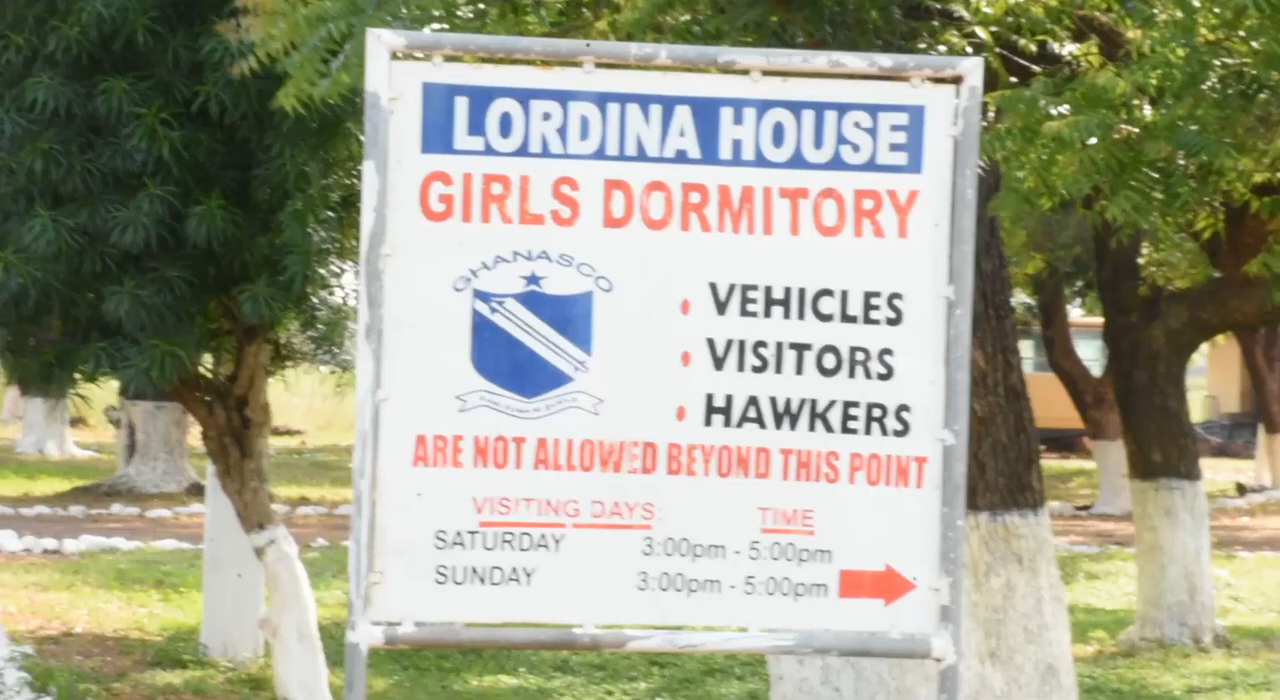 LORDINA HOUSE
GIRLS DORMITORY
GHANASCO
• VEHICLES
• VISITORS
• HAWKERS
ARE NOT ALLOWED BEYOND THIS POINT
VISITING DAYS: TIME
SATURDAY 3:00pm - 5:00pm
SUNDAY 3:00pm - 5:00pm